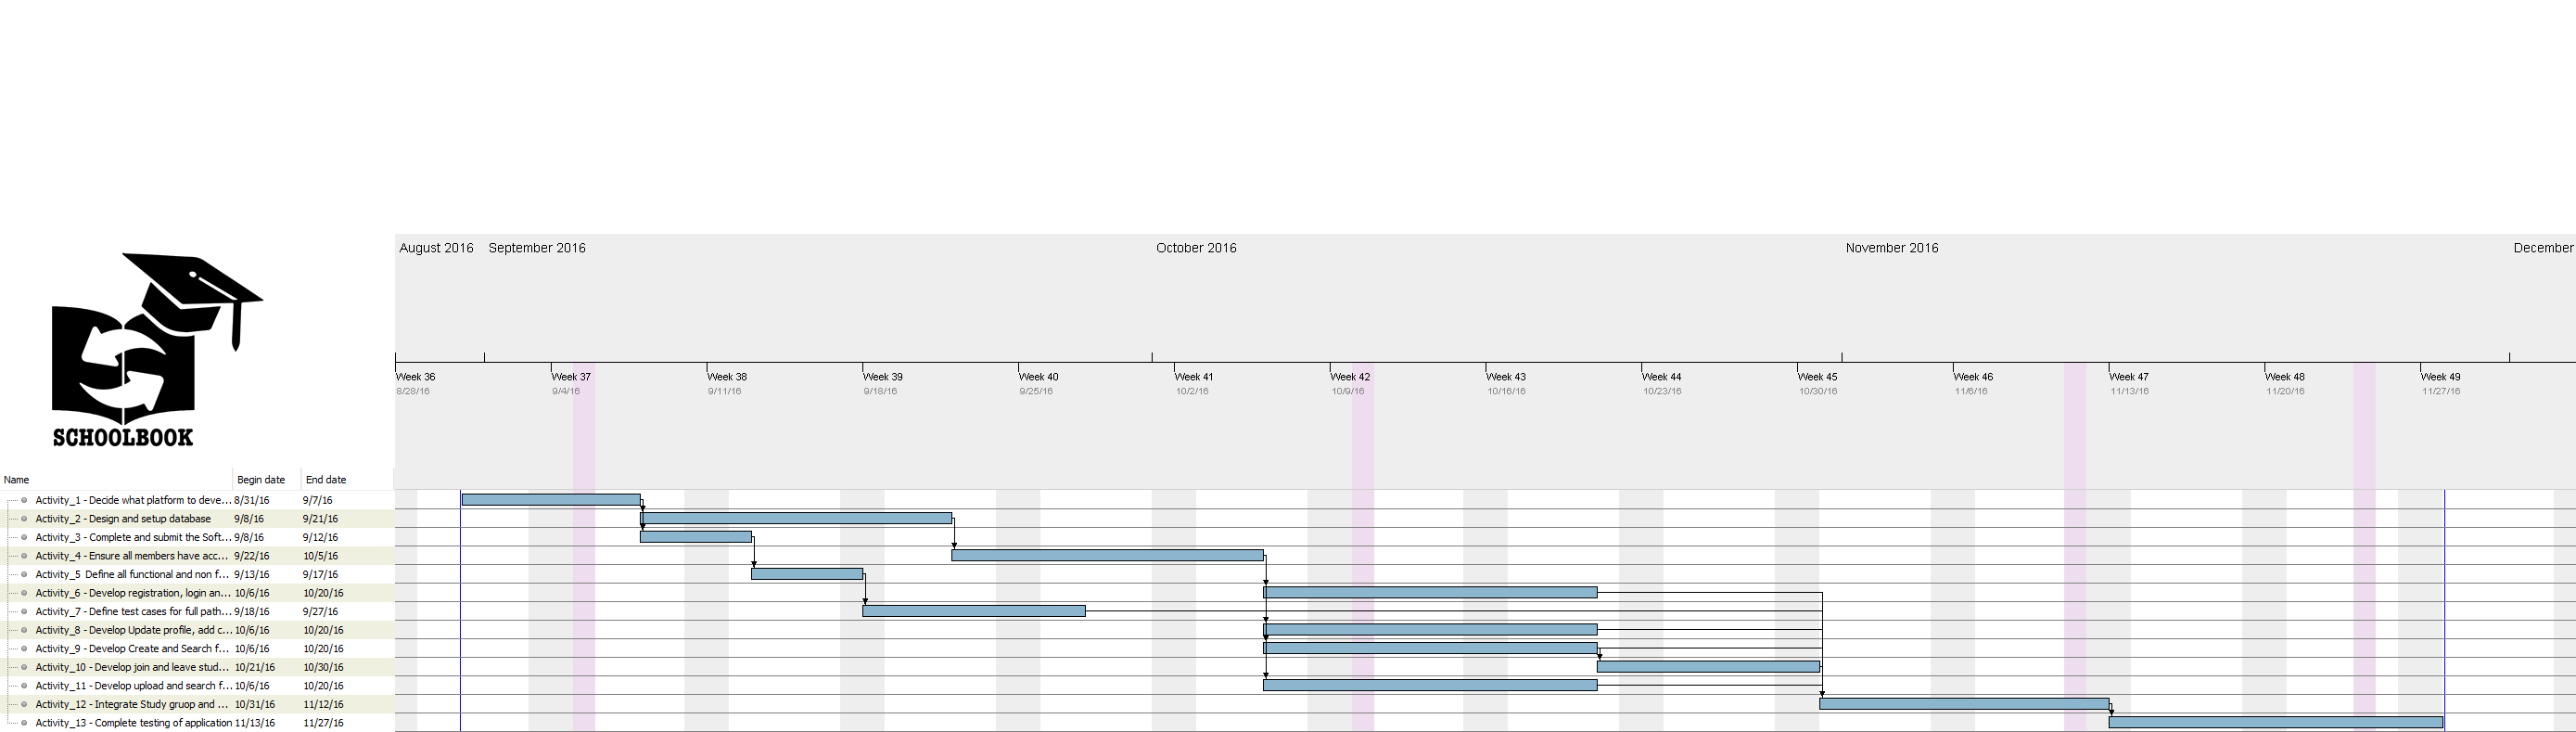 August 2016 September 2016 October 2016 November 2016 December
Week 36 Week 37 Week 38 Week 39 Week 40 Week 41 Week 42 Week 43 Week 44 Week 45 Week 46 Week 47 Week 48 Week 49
8/28/16 9/4/16 9/11/16 9/18/16 9/25/16 10/2/16 10/9/16 10/16/16 10/23/16 10/30/16 11/6/16 11/13/16 11/20/16 11/27/16
SCHOOLBOOK
Name Begin date End date
Activity_1 - Decide what platform to deve... 8/31/16 9/7/16
Activity_2 - Design and setup database 9/8/16 9/21/16
Activity_3 - Complete and submit the Soft... 9/8/16 9/12/16
Activity_4 - Ensure all members have acc... 9/22/16 10/5/16
Activity_5 Define all functional and non f... 9/13/16 9/17/16
Activity_6 - Develop registration, login an... 10/6/16 10/20/16
Activity_7 - Define test cases for full path... 9/18/16 9/27/16
Activity_8 - Develop Update profile, add c... 10/6/16 10/20/16
Activity_9 - Develop Create and Search f... 10/6/16 10/20/16
Activity_10 - Develop join and leave stud... 10/21/16 10/30/16
Activity_11 - Develop upload and search f... 10/6/16 10/20/16
Activity_12 - Integrate Study gruop and ... 10/31/16 11/12/16
Activity_13 - Complete testing of application 11/13/16 11/27/16